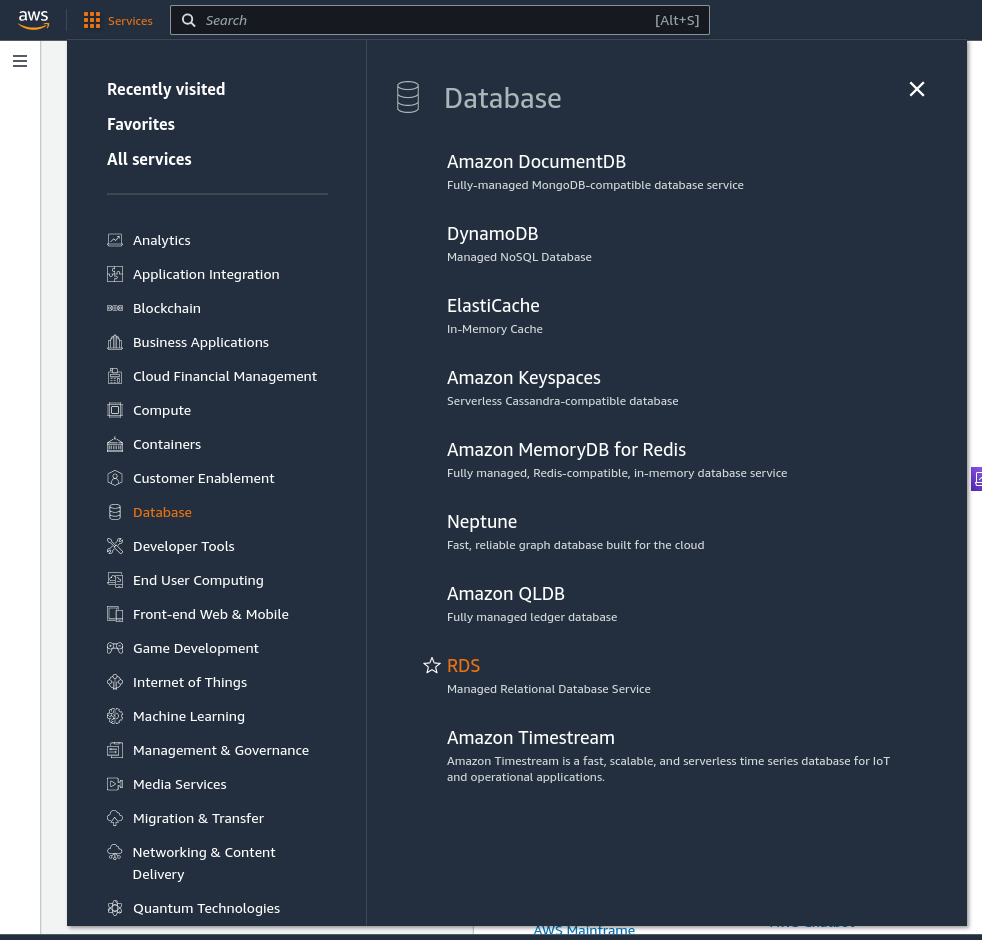 aws
Services
Search
[Alt+S]
Recently visited
Favorites
All services
Analytics
Application Integration
Blockchain
Business Applications
Cloud Financial Management
Compute
Containers
Customer Enablement
Database
Developer Tools
End User Computing
Front-end Web & Mobile
Game Development
Internet of Things
Machine Learning
Management & Governance
Media Services
Migration & Transfer
Networking & Content
Delivery
Quantum Technologies
Database
Amazon DocumentDB
Fully-managed MongoDB-compatible database service
DynamoDB
Managed NoSQL Database
ElastiCache
In-Memory Cache
Amazon Keyspaces
Serverless Cassandra-compatible database
Amazon MemoryDB for Redis
Fully managed, Redis-compatible, in-memory database service
Neptune
Fast, reliable graph database built for the cloud
Amazon QLDB
Fully managed ledger database
RDS
Managed Relational Database Service
Amazon Timestream
Amazon Timestream is a fast, scalable, and serverless time series database for IoT
and operational applications.
AWS Mainframe
AWS Chatbot